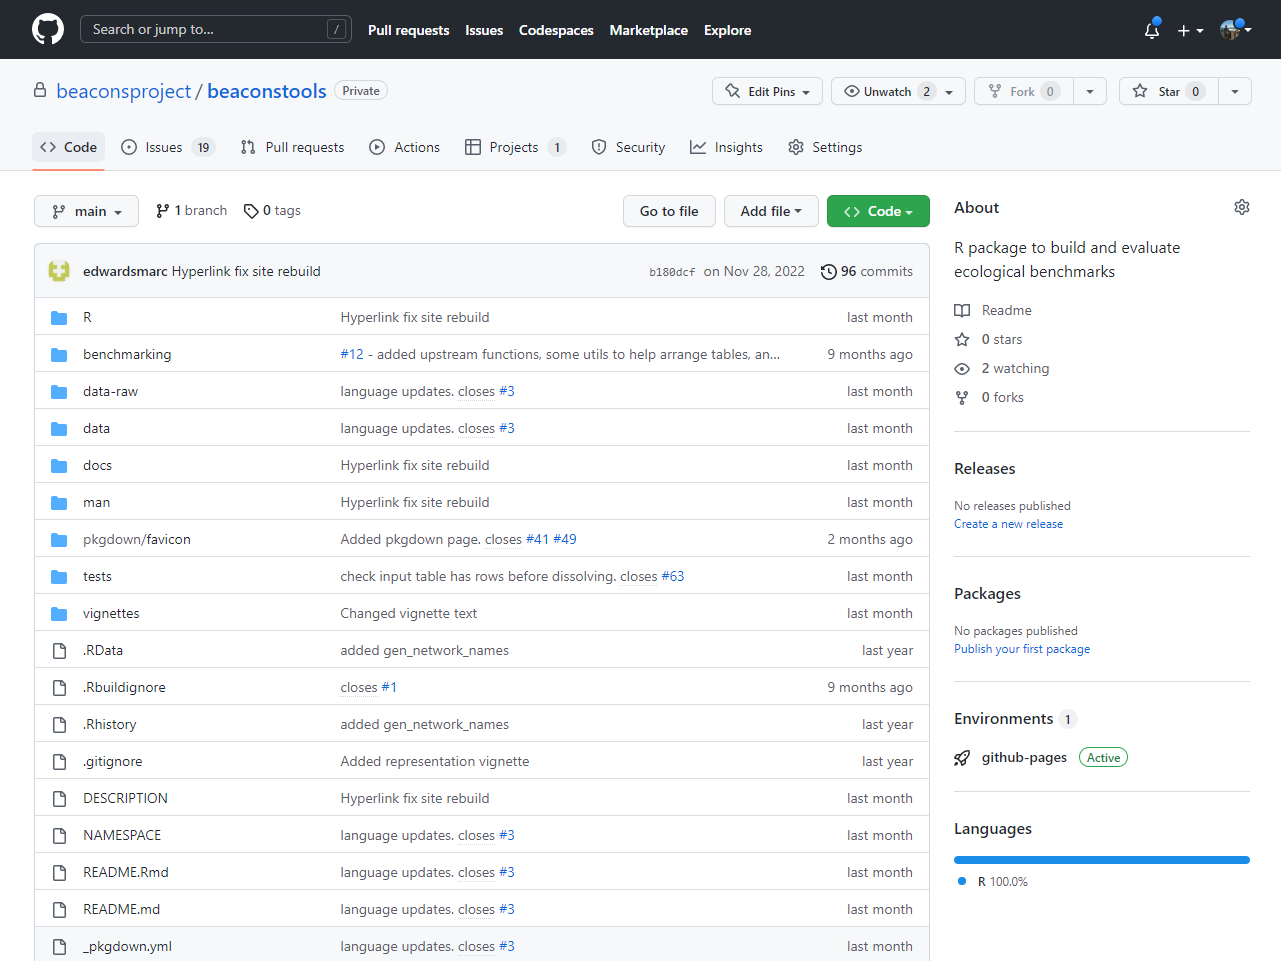 Search or jump to... / Pull requests Issues Codespaces Marketplace Explore
beaconsproject / beaconstools Private Edit Pins Unwatch 2 Fork 0 Star 0
Code Issues 19 Pull requests Actions Projects 1 Security Insights Settings
main 1 branch 0 tags Go to file Add file Code
edwardsmarc Hyperlink fix site rebuild b180dcf on Nov 28, 2022 96 commits
R Hyperlink fix site rebuild last month
benchmarking #12 - added upstream functions, some utils to help arrange tables, an... 9 months ago
data-raw language updates. closes #3 last month
data language updates. closes #3 last month
docs Hyperlink fix site rebuild last month
man Hyperlink fix site rebuild last month
pkgdown/favicon Added pkgdown page. closes #41 #49 2 months ago
tests check input table has rows before dissolving. closes #63 last month
vignettes Changed vignette text last month
.RData added gen_network_names last year
.Rbuildignore closes #1 9 months ago
.Rhistory added gen_network_names last year
.gitignore Added representation vignette last year
DESCRIPTION Hyperlink fix site rebuild last month
NAMESPACE language updates. closes #3 last month
README.Rmd language updates. closes #3 last month
README.md language updates. closes #3 last month
_pkgdown.yml language updates. closes #3 last month
About
R package to build and evaluate
ecological benchmarks
Readme
0 stars
2 watching
0 forks
Releases
No releases published
Create a new release
Packages
No packages published
Publish your first package
Environments 1
github-pages Active
Languages
R 100.0%